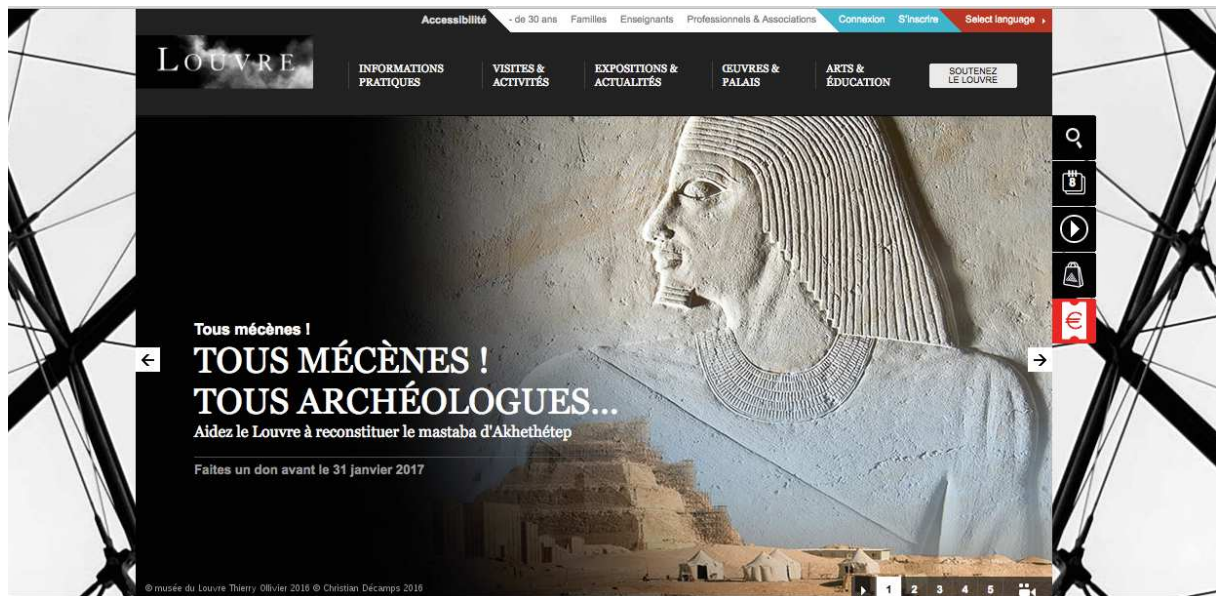 Accessibilité - de 30 ans Familles Enseignants Professionnels & Associations Connexion S'inscrire Select language
LOUVRE
INFORMATIONS
PRATIQUES
VISITES &
ACTIVITÉS
EXPOSITIONS &
ACTUALITÉS
ŒUVRES &
PALAIS
ARTS &
ÉDUCATION
SOUTENEZ
LE LOUVRE
8
€
Tous mécènes !
TOUS MÉCÈNES !
TOUS ARCHÉOLOGUES...
Aidez le Louvre à reconstituer le mastaba d'Akhethétep
Faites un don avant le 31 janvier 2017
© musée du Louvre Thierry Ollivier 2016 © Christian Décamps 2016
1 2 3 4 5